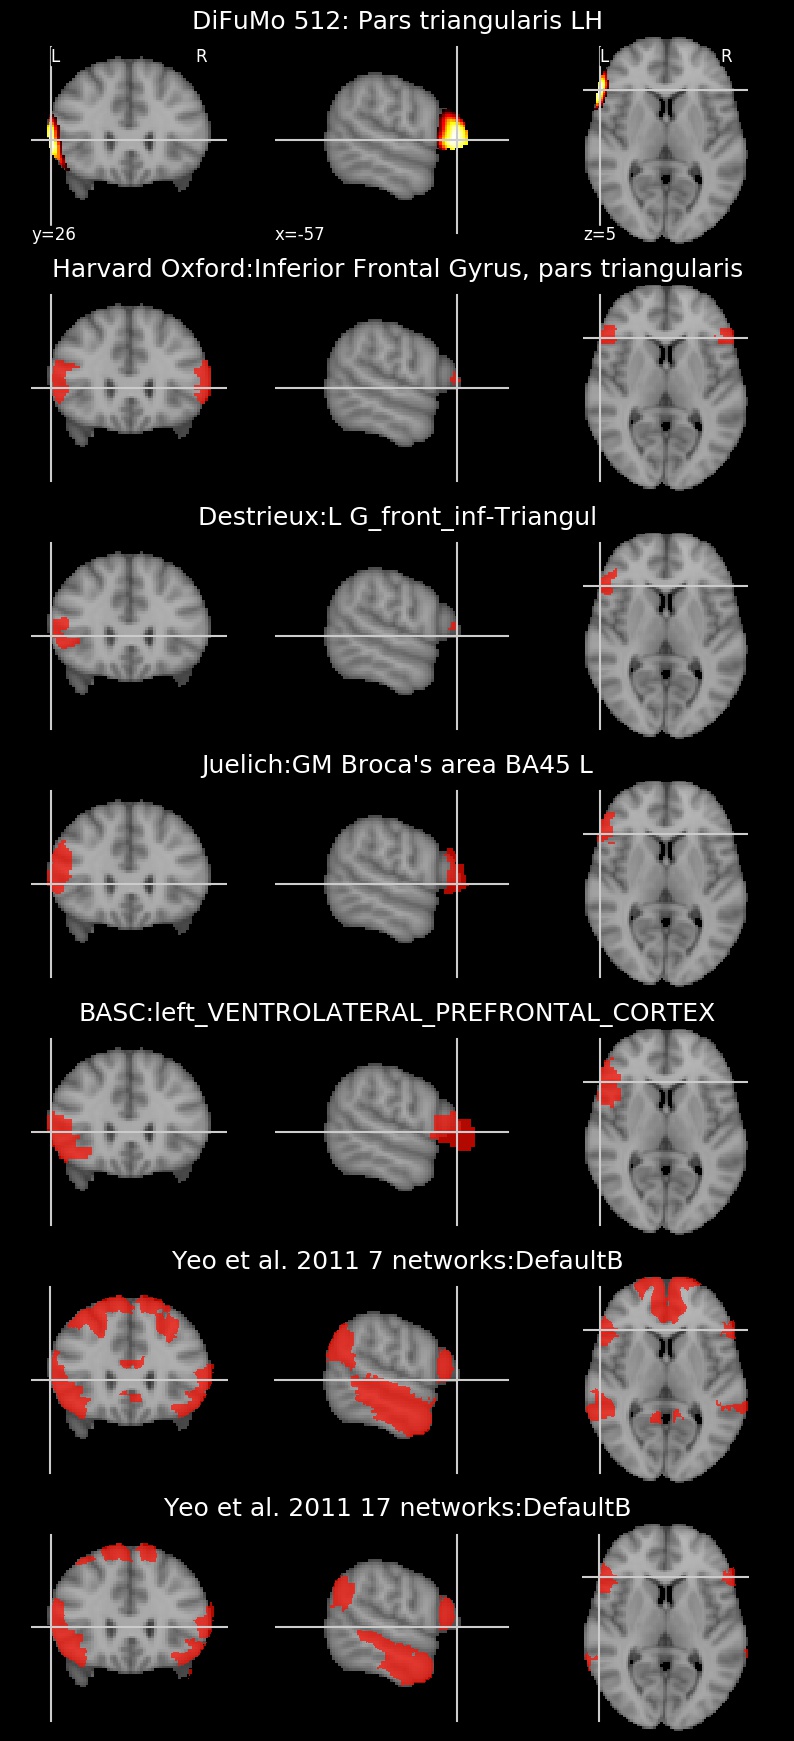 DiFuMo 512: Pars triangularis LH
L R L R
y=26 x=-57 z=5
Harvard Oxford:Inferior Frontal Gyrus, pars triangularis
Destrieux:L G_front_inf-Triangul
Juelich:GM Broca's area BA45 L
BASC:left_VENTROLATERAL_PREFRONTAL_CORTEX
Yeo et al. 2011 7 networks:DefaultB
Yeo et al. 2011 17 networks:DefaultB